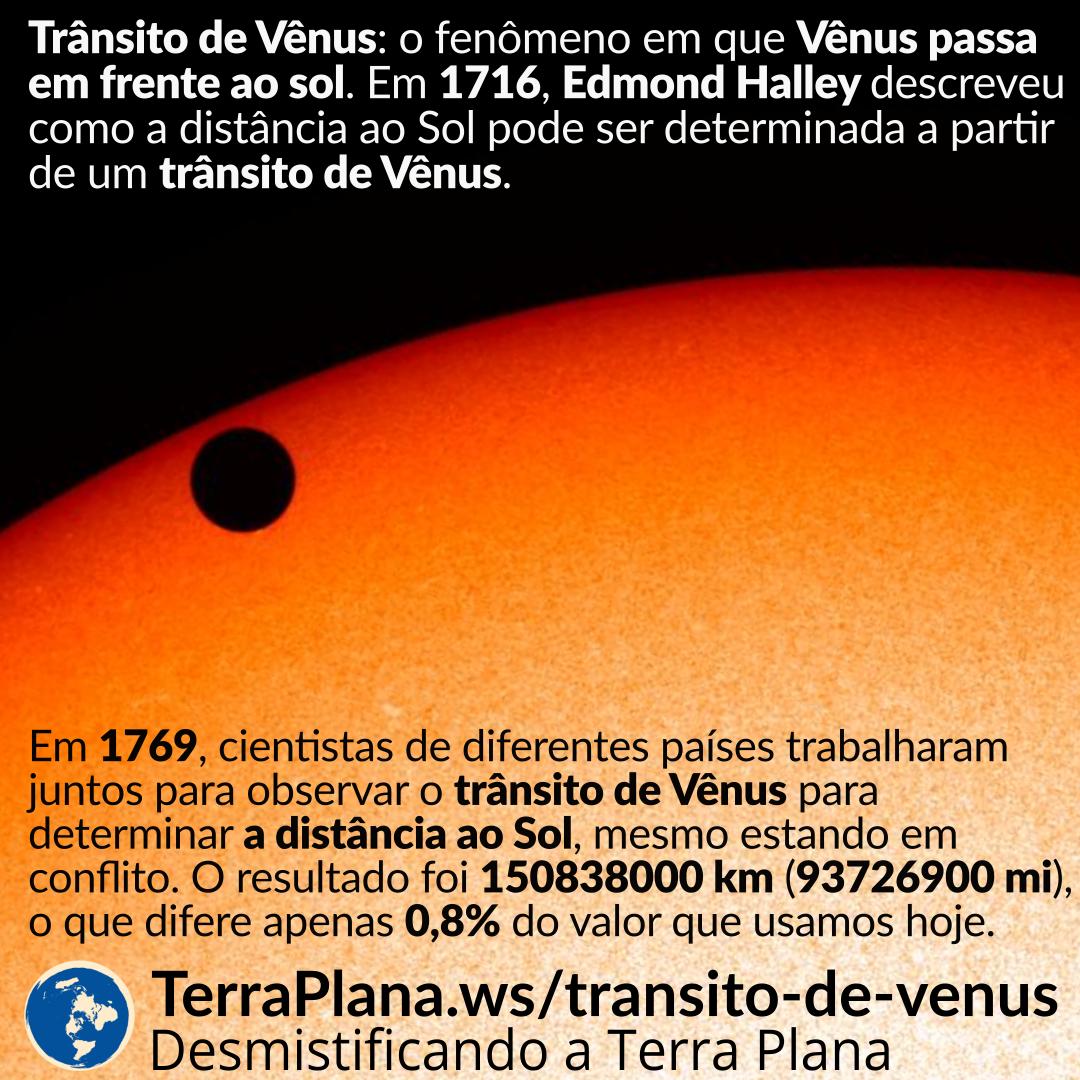 Trânsito de Vênus: o fenômeno em que Vênus passa
em frente ao sol. Em 1716, Edmond Halley descreveu
como a distância ao Sol pode ser determinada a partir
de um trânsito de Vênus.
Em 1769, cientistas de diferentes países trabalharam
juntos para observar o trânsito de Vênus para
determinar a distância ao Sol, mesmo estando em
conflito. O resultado foi 150838000 km (93726900 mi),
o que difere apenas 0,8% do valor que usamos hoje.
TerraPlana.ws/transito-de-venus
Desmistificando a Terra Plana